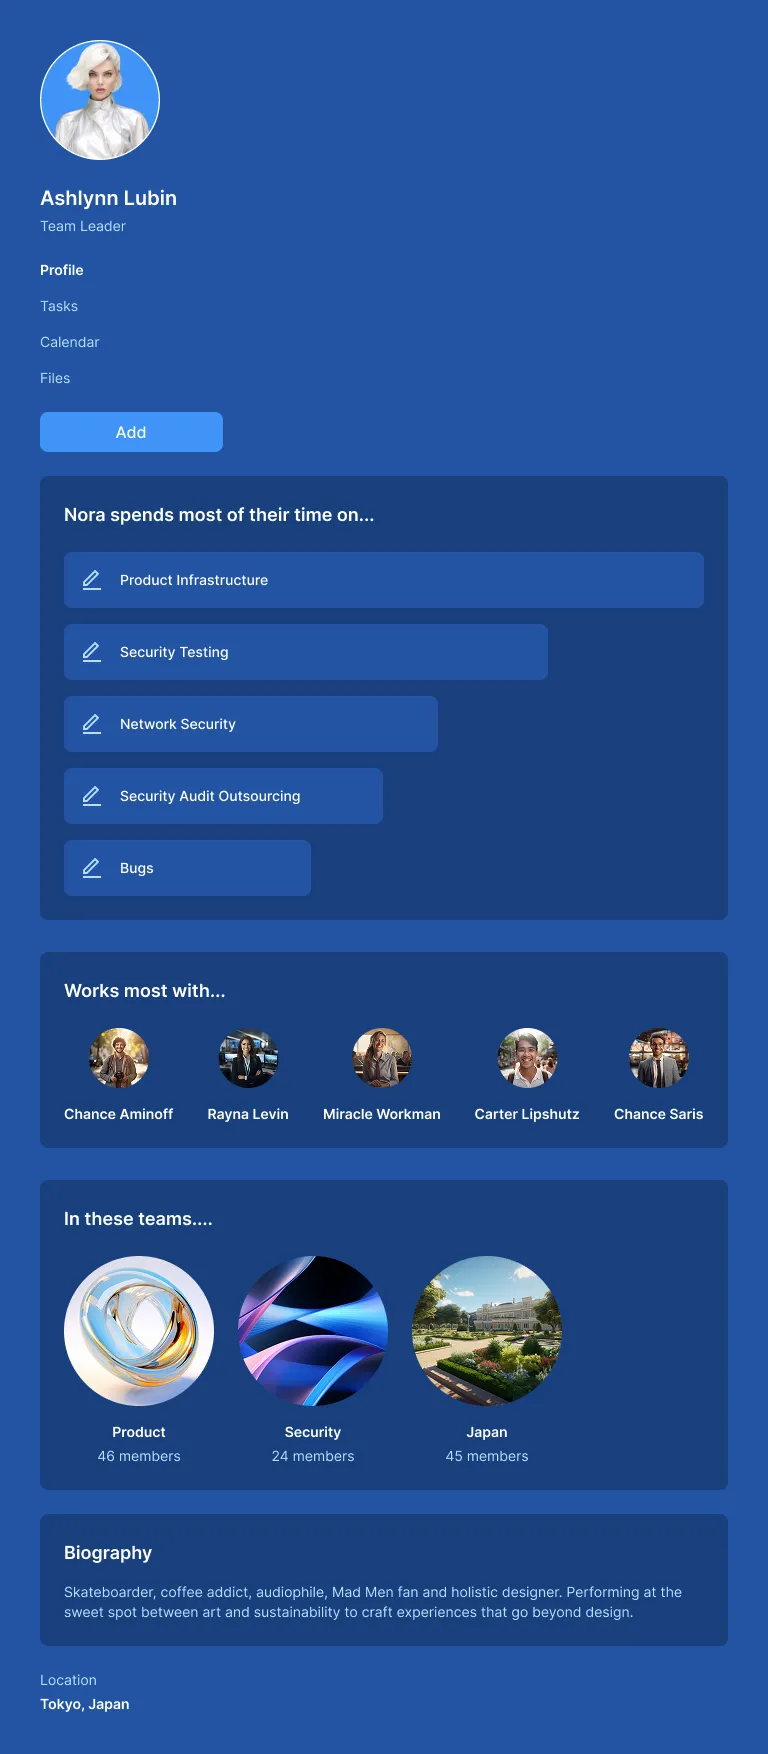 Ashlynn Lubin
Team Leader
Profile
Tasks
Calendar
Files
Add
Nora spends most of their time on...
Product Infrastructure
Security Testing
Network Security
Security Audit Outsourcing
Bugs
Works most with...
Chance Aminoff
Rayna Levin
Miracle Workman
Carter Lipshutz
Chance Saris
In these teams....
Product
46 members
Security
24 members
Japan
45 members
Biography
Skateboarder, coffee addict, audiophile, Mad Men fan and holistic designer. Performing at the
sweet spot between art and sustainability to craft experiences that go beyond design.
Location
Tokyo, Japan